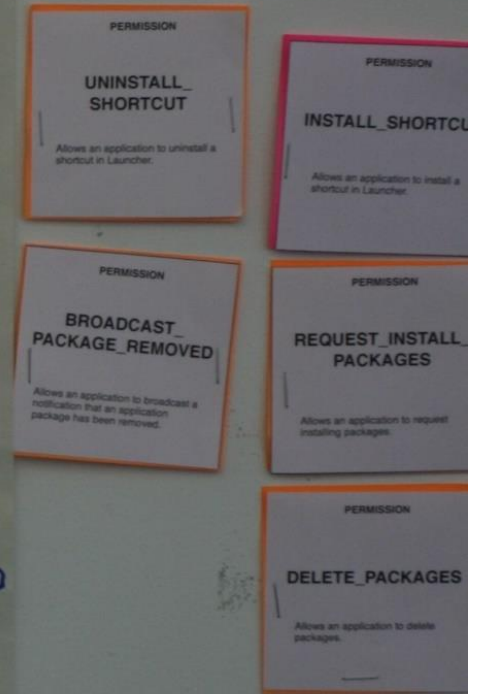 PERMISSION
UNINSTALL_
SHORTCUT
Allows an application to uninstall a
shortcut in Launcher.
PERMISSION
INSTALL_SHORTCU
Allows an application to install a
shortcut in Launcher.
PERMISSION
BROADCAST_
PACKAGE_REMOVED
Allows an application to broadcast a
notification that an application
package has been removed.
PERMISSION
REQUEST_INSTALL_
PACKAGES
Allows an application to request
installing packages.
PERMISSION
DELETE_PACKAGES
Allows an application to delete
packages.